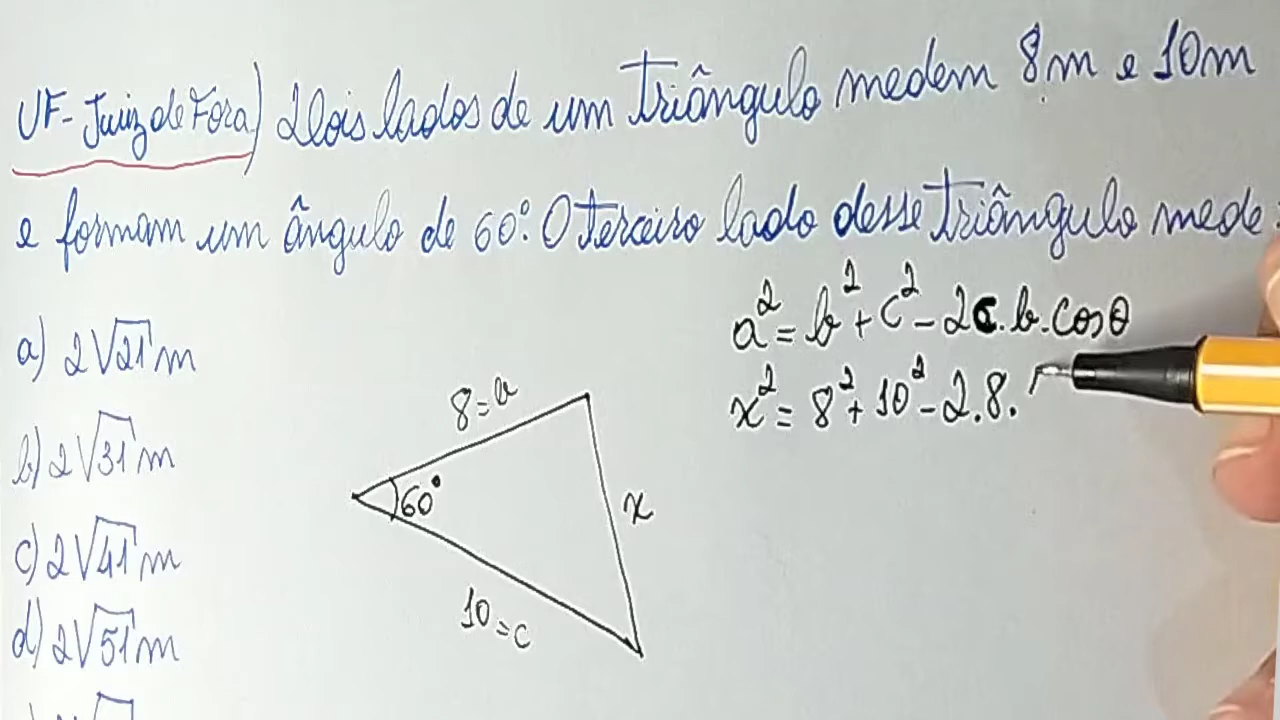 UF-Juiz de Fora) Dois lados de um triângulo medem 8m e 10m
e formam um ângulo de 60°. O terceiro lado desse triângulo mede:
a² = b² + c² - 2c.b.cosθ
x² = 8² + 10² - 2.8.
a) 2√21 m
b) 2√31 m
c) 2√41 m
d) 2√51 m
8=b
60°
x
10=c